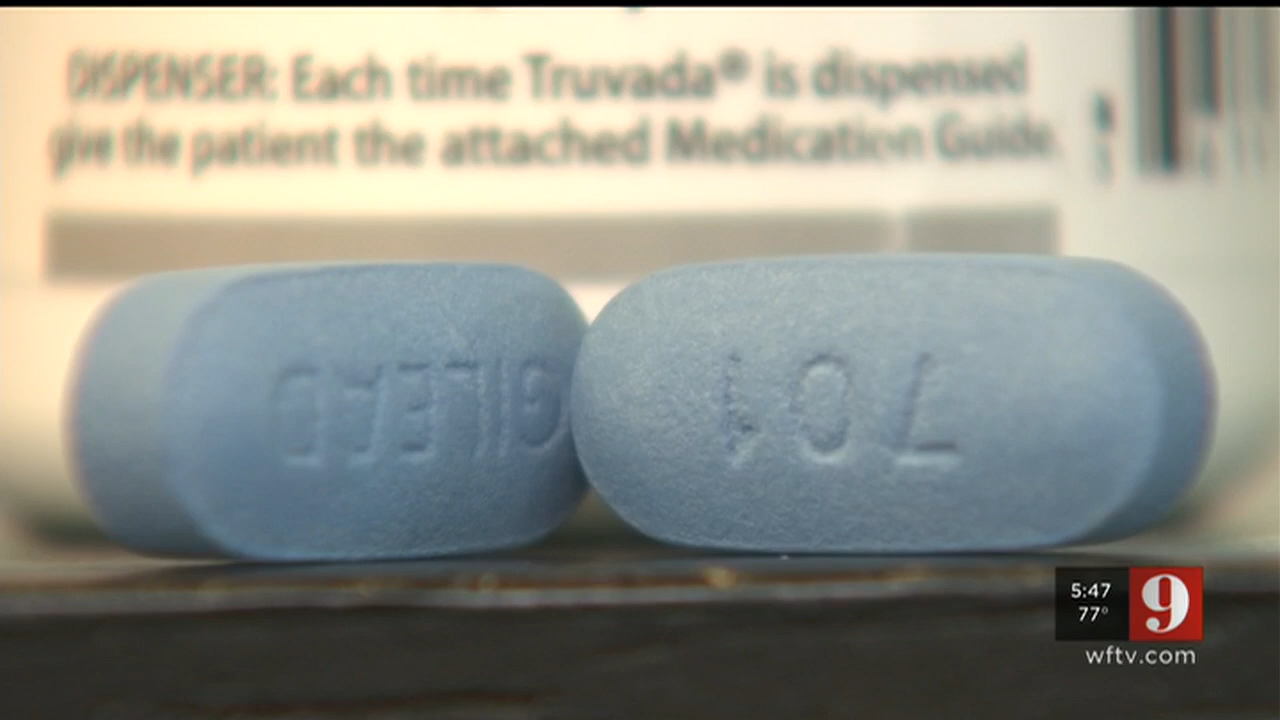 DISPENSER: Each time Truvada® is dispensed
give the patient the attached Medication Guide.
GILEAD
701
5:47
77°
9
wftv.com